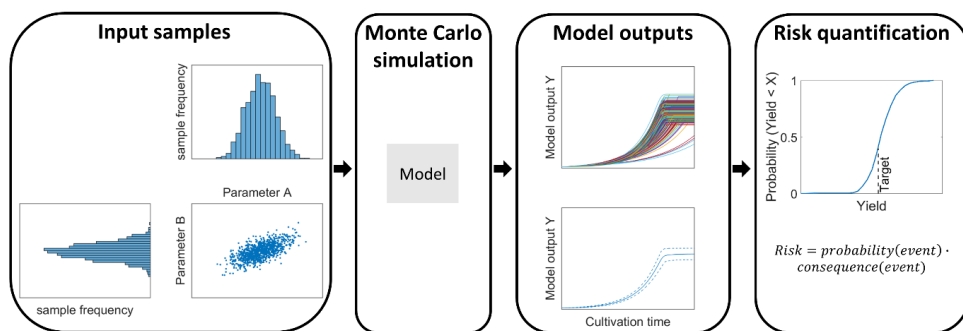 Input samples
sample frequency
Parameter A
Parameter B
sample frequency
Monte Carlo
simulation
Model
Model outputs
Model output Y
Model output Y
Cultivation time
Risk quantification
Probability (Yield < X)
1
0.5
0
Target
Yield
Risk = probability(event) ·
consequence(event)